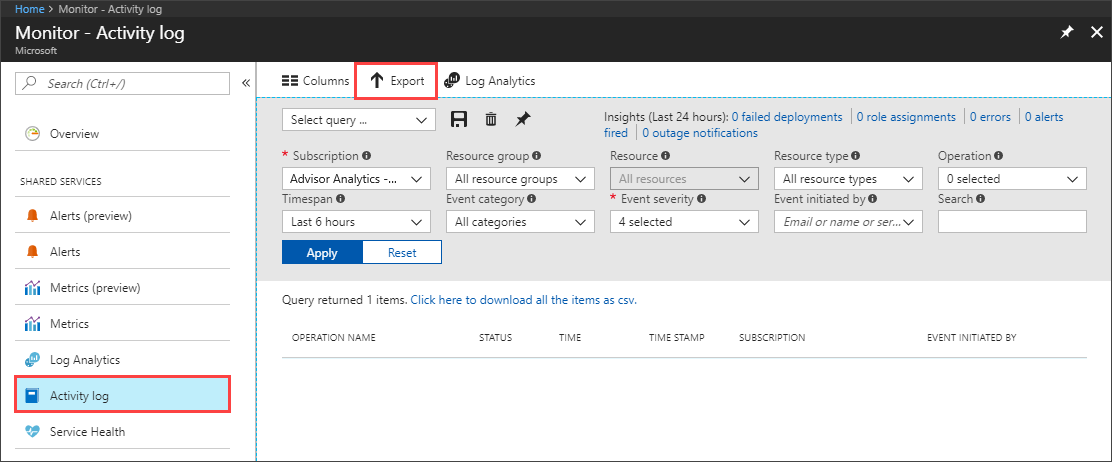 Home > Monitor - Activity log
Monitor - Activity log
Microsoft
Search (Ctrl+/)
Overview
SHARED SERVICES
Alerts (preview)
Alerts
Metrics (preview)
Metrics
Log Analytics
Activity log
Service Health
Columns Export Log Analytics
Select query ...
Insights (Last 24 hours): 0 failed deployments 0 role assignments 0 errors 0 alerts
fired 0 outage notifications
* Subscription Resource group Resource Resource type Operation
Advisor Analytics -... All resource groups All resources All resource types 0 selected
Timespan Event category * Event severity Event initiated by Search
Last 6 hours All categories 4 selected Email or name or ser...
Apply Reset
Query returned 1 items. Click here to download all the items as csv.
OPERATION NAME STATUS TIME TIME STAMP SUBSCRIPTION EVENT INITIATED BY